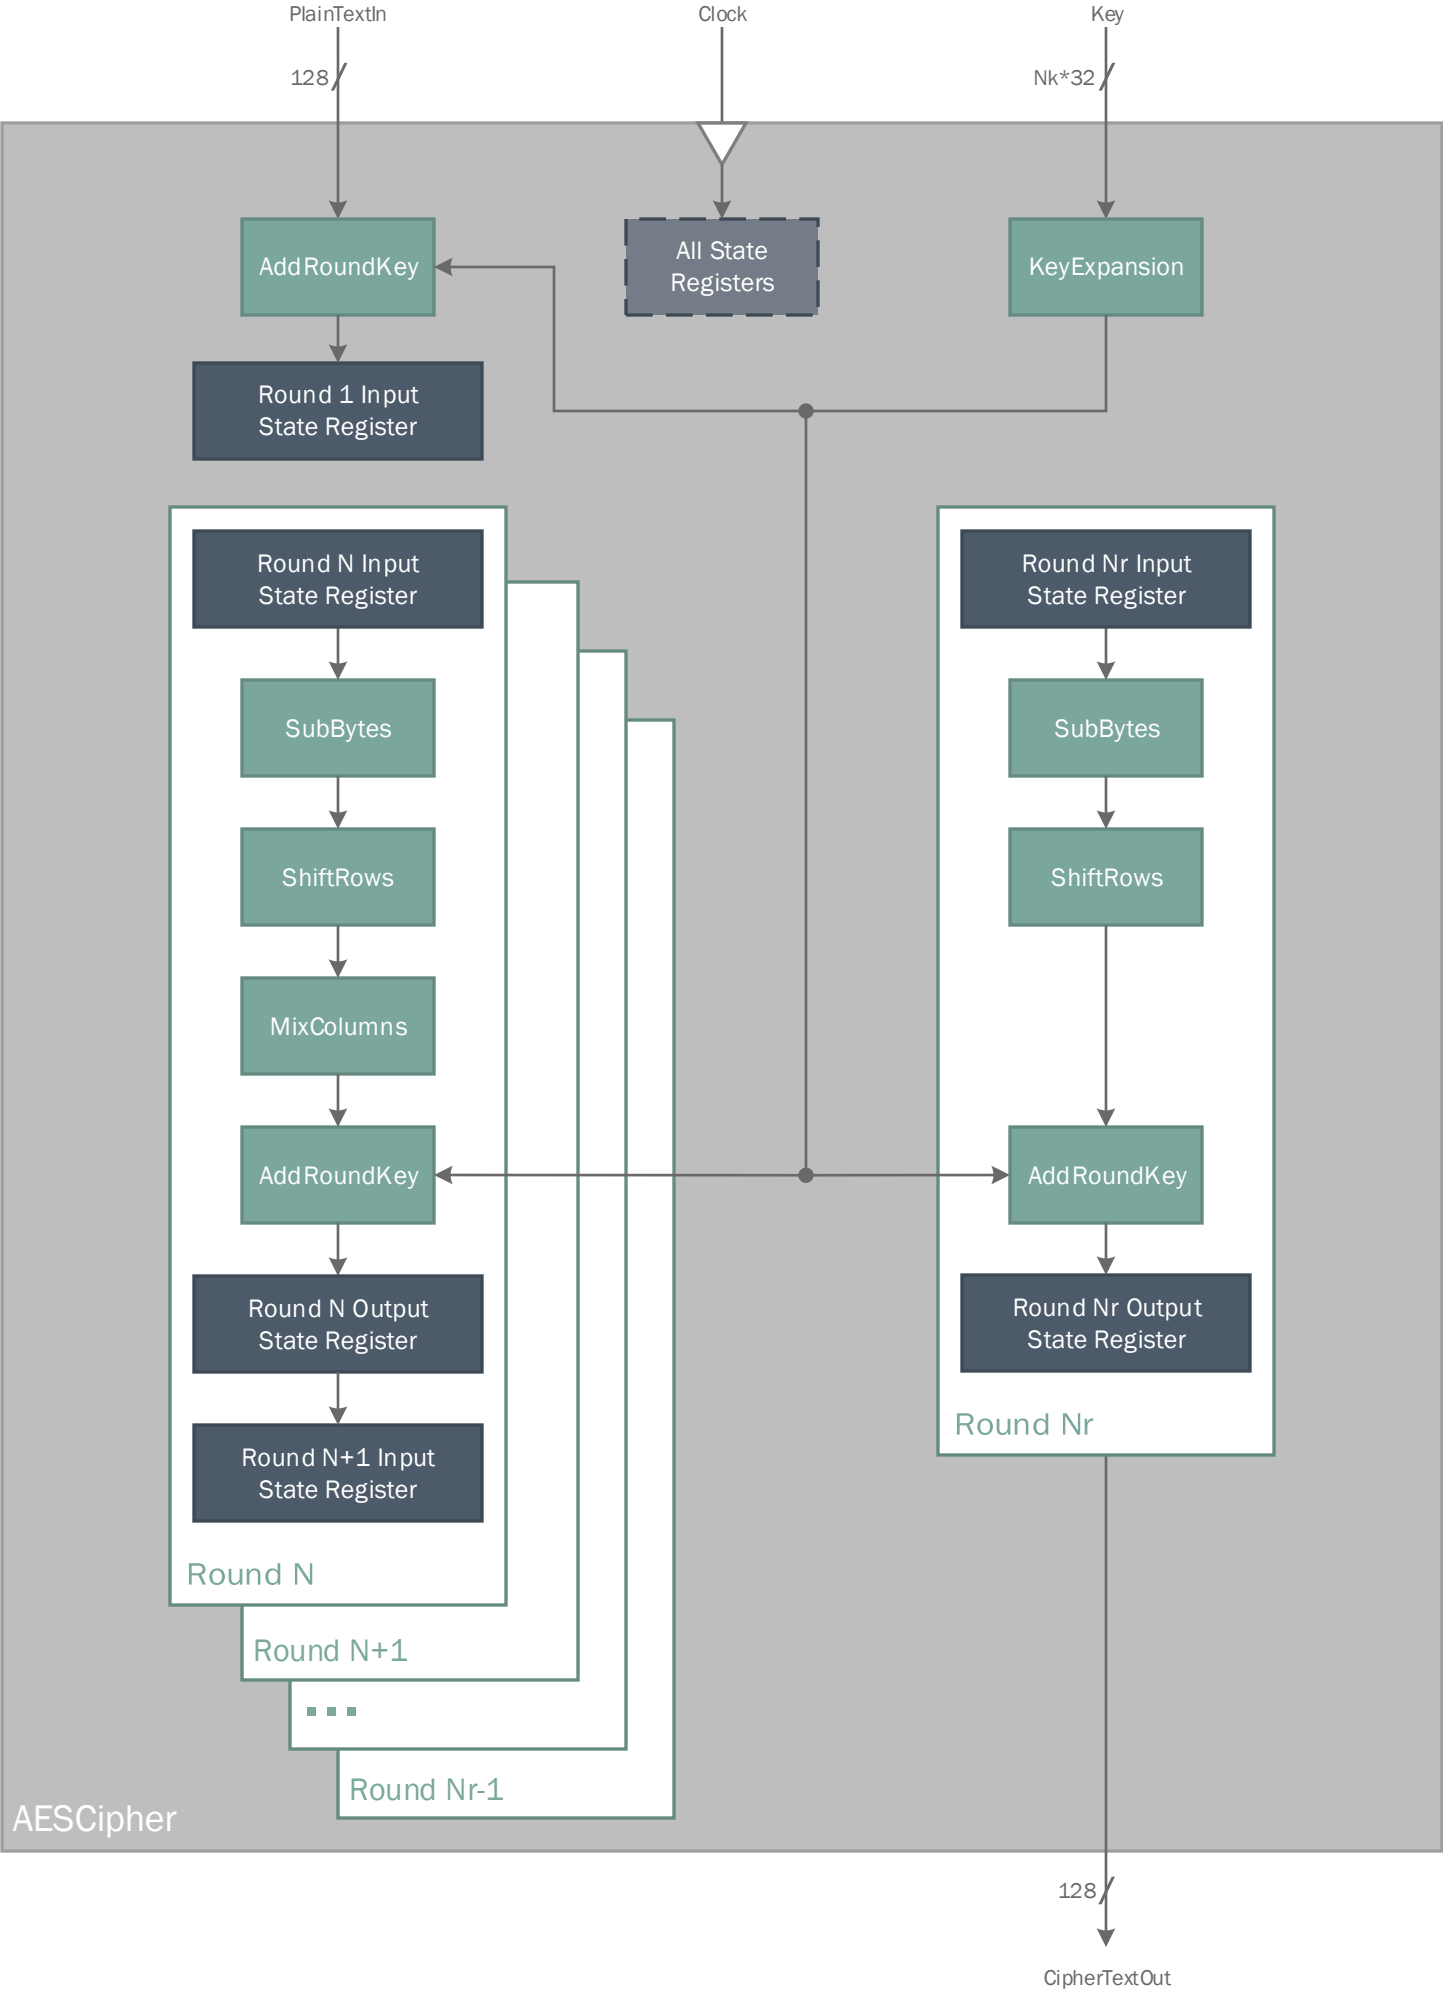 PlainTextIn
Clock
Key
128
Nk*32
AddRoundKey
All State
Registers
KeyExpansion
Round 1 Input
State Register
Round N Input
State Register
SubBytes
ShiftRows
MixColumns
AddRoundKey
Round N Output
State Register
Round N+1 Input
State Register
Round N
Round N+1
...
Round Nr-1
Round Nr Input
State Register
SubBytes
ShiftRows
AddRoundKey
Round Nr Output
State Register
Round Nr
AESCipher
128
CipherTextOut